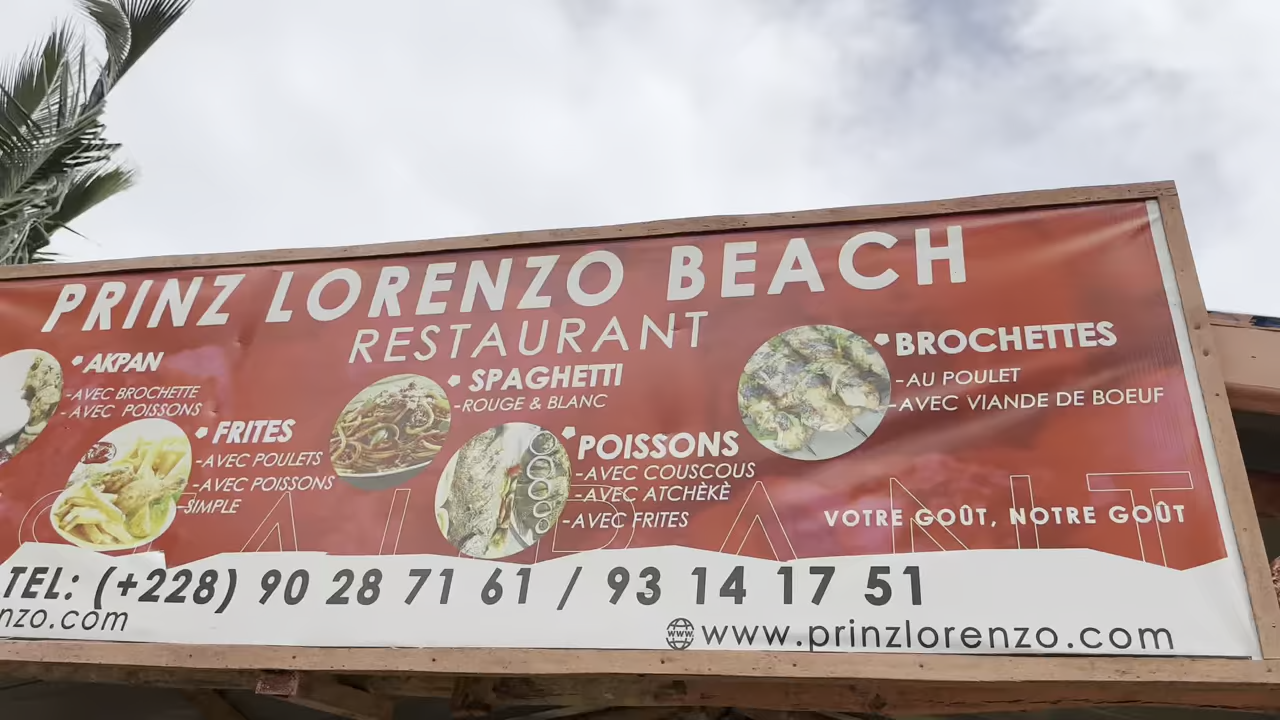 PRINZ LORENZO BEACH
RESTAURANT
AKPAN
-AVEC BROCHETTE
- AVEC POISSONS
FRITES
-AVEC POULETS
-AVEC POISSONS
-SIMPLE
SPAGHETTI
-ROUGE & BLANC
POISSONS
-AVEC COUSCOUS
-AVEC ATCHÈKÈ
-AVEC FRITES
BROCHETTES
-AU POULET
-AVEC VIANDE DE BOEUF
VOTRE GOÛT, NOTRE GOÛT
TEL: (+228) 90 28 71 61 / 93 14 17 51
nzo.com
www.prinzlorenzo.com